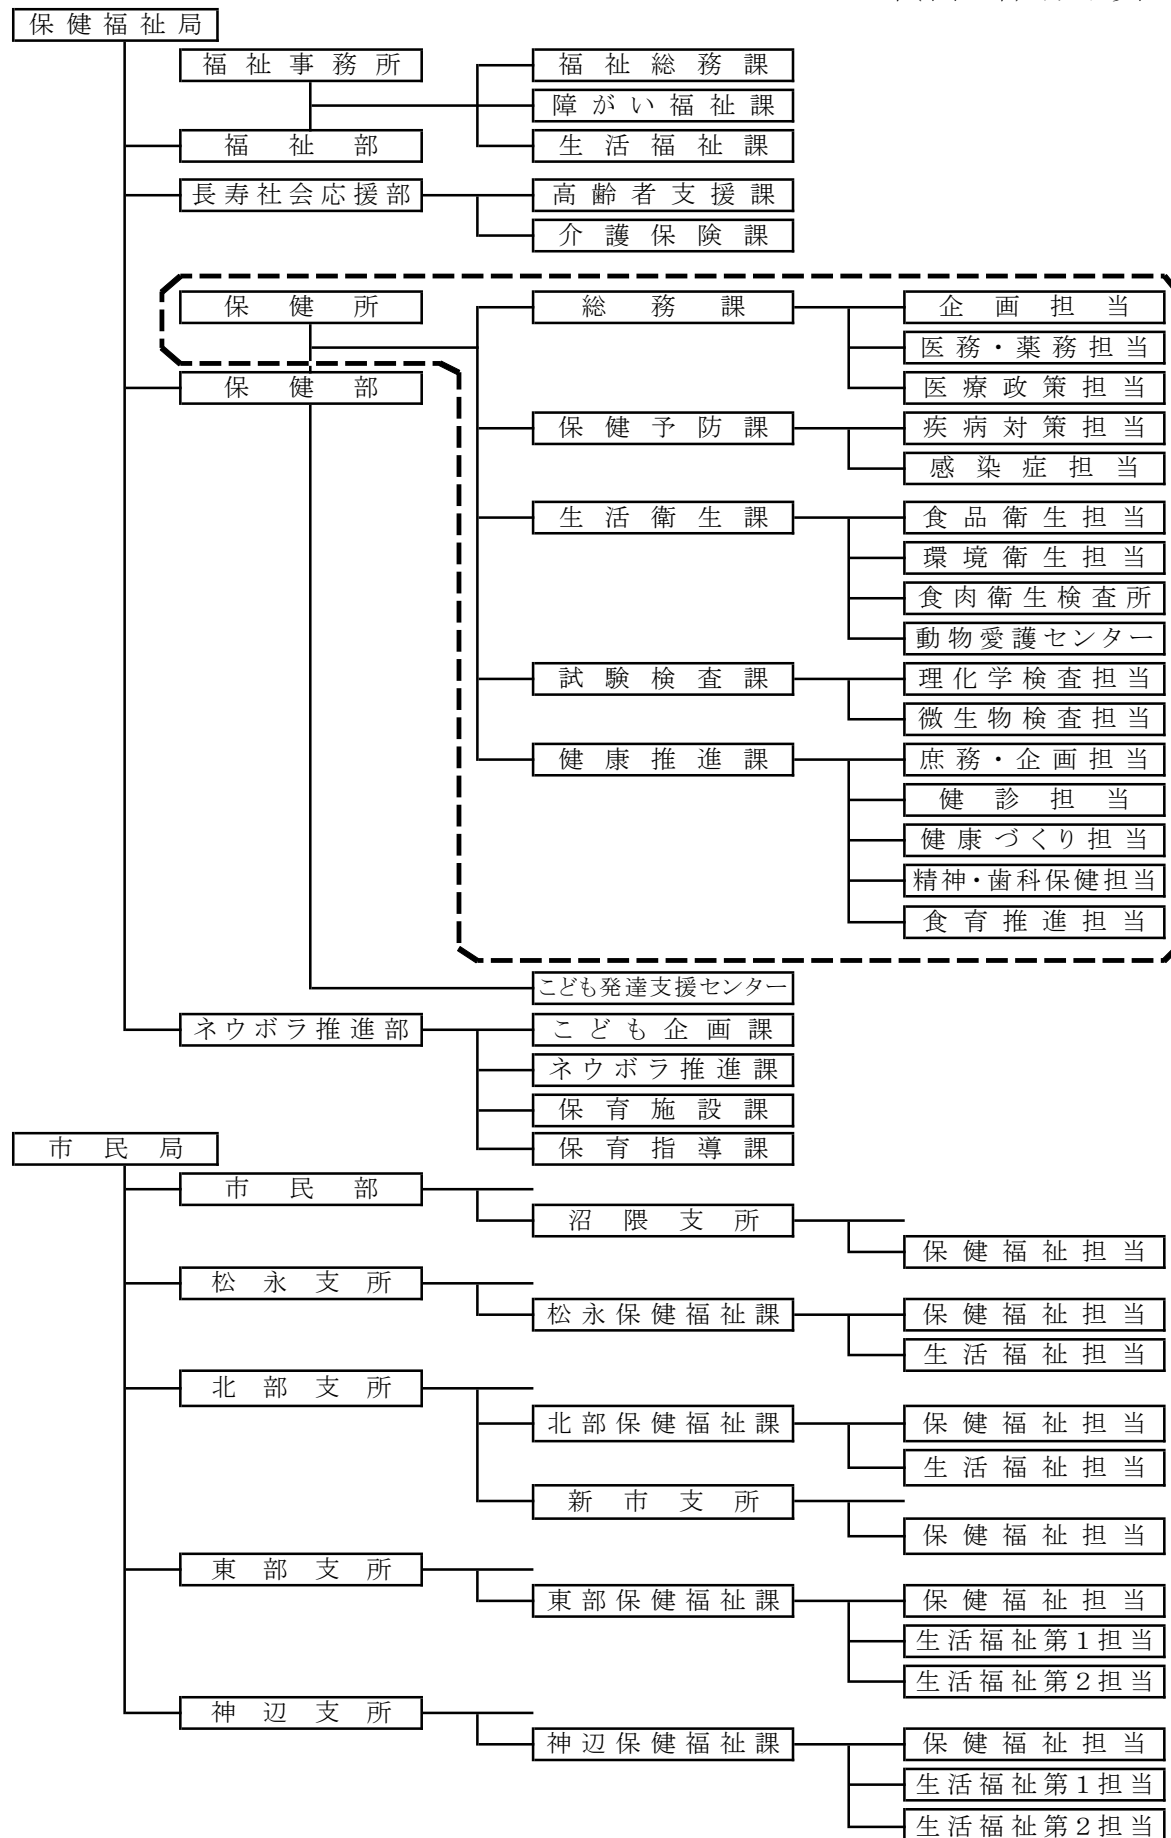 保健福祉局
福祉事務所
福祉総務課
障がい福祉課
福祉部
生活福祉課
長寿社会応援部
高齢者支援課
介護保険課
保健所
総務課
企画担当
医務・薬務担当
保健部
医療政策担当
保健予防課
疾病対策担当
感染症担当
生活衛生課
食品衛生担当
環境衛生担当
食肉衛生検査所
動物愛護センター
試験検査課
理化学検査担当
微生物検査担当
健康推進課
庶務・企画担当
健診担当
健康づくり担当
精神・歯科保健担当
食育推進担当
こども発達支援センター
ネウボラ推進部
こども企画課
ネウボラ推進課
保育施設課
市民局
保育指導課
市民部
沼隈支所
保健福祉担当
松永支所
松永保健福祉課
保健福祉担当
生活福祉担当
北部支所
北部保健福祉課
保健福祉担当
生活福祉担当
新市支所
保健福祉担当
東部支所
東部保健福祉課
保健福祉担当
生活福祉第1担当
生活福祉第2担当
神辺支所
神辺保健福祉課
保健福祉担当
生活福祉第1担当
生活福祉第2担当